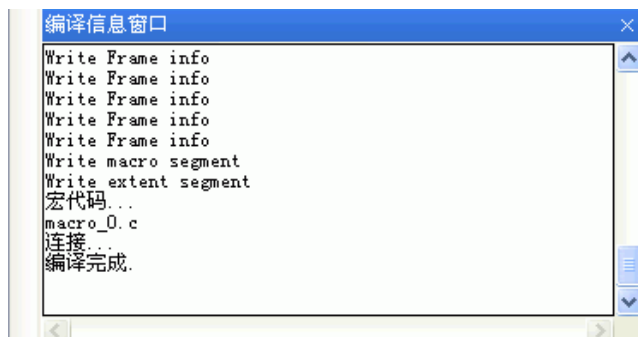 编译信息窗口
Write Frame info
Write Frame info
Write Frame info
Write Frame info
Write Frame info
Write macro segment
Write extent segment
宏代码...
macro_0.c
连接...
编译完成.